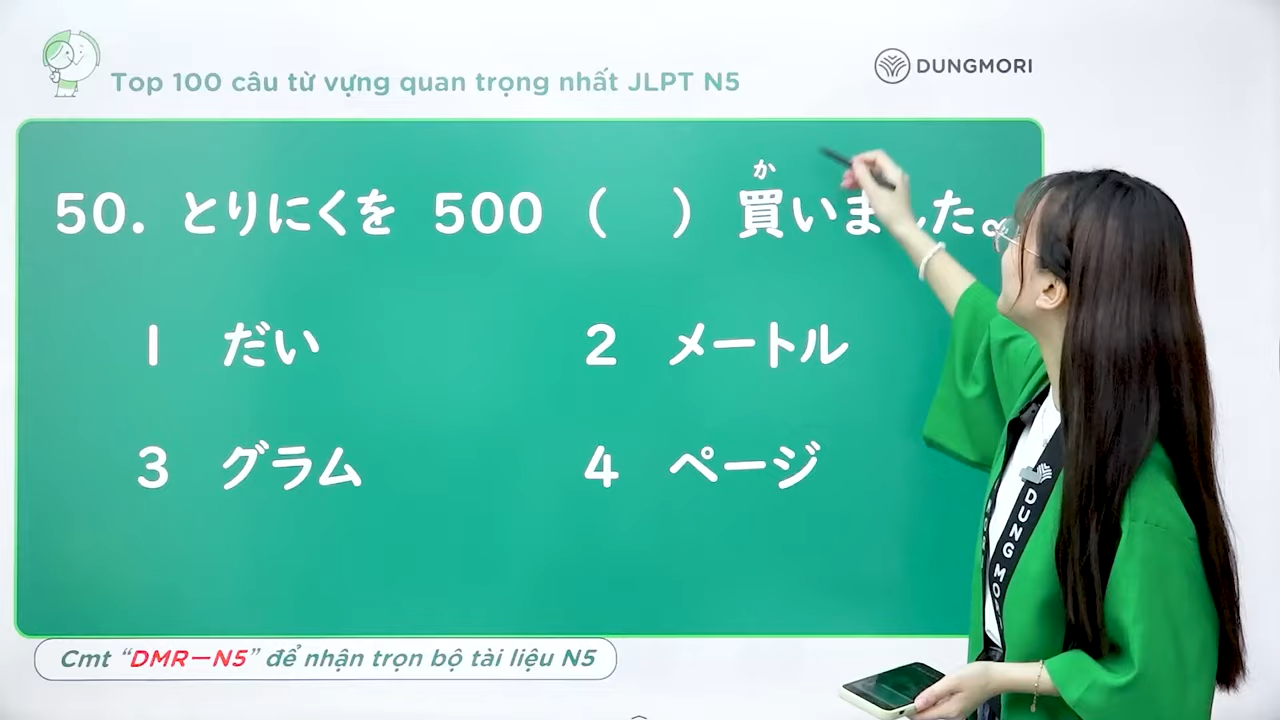 Top 100 câu từ vựng quan trọng nhất JLPT N5
DUNGMORI
か
50. とりにくを 500 ( ) 買いました。
1 だい
2 メートル
3 グラム
4 ページ
DUNG MO
Cmt “DMR–N5” để nhận trọn bộ tài liệu N5